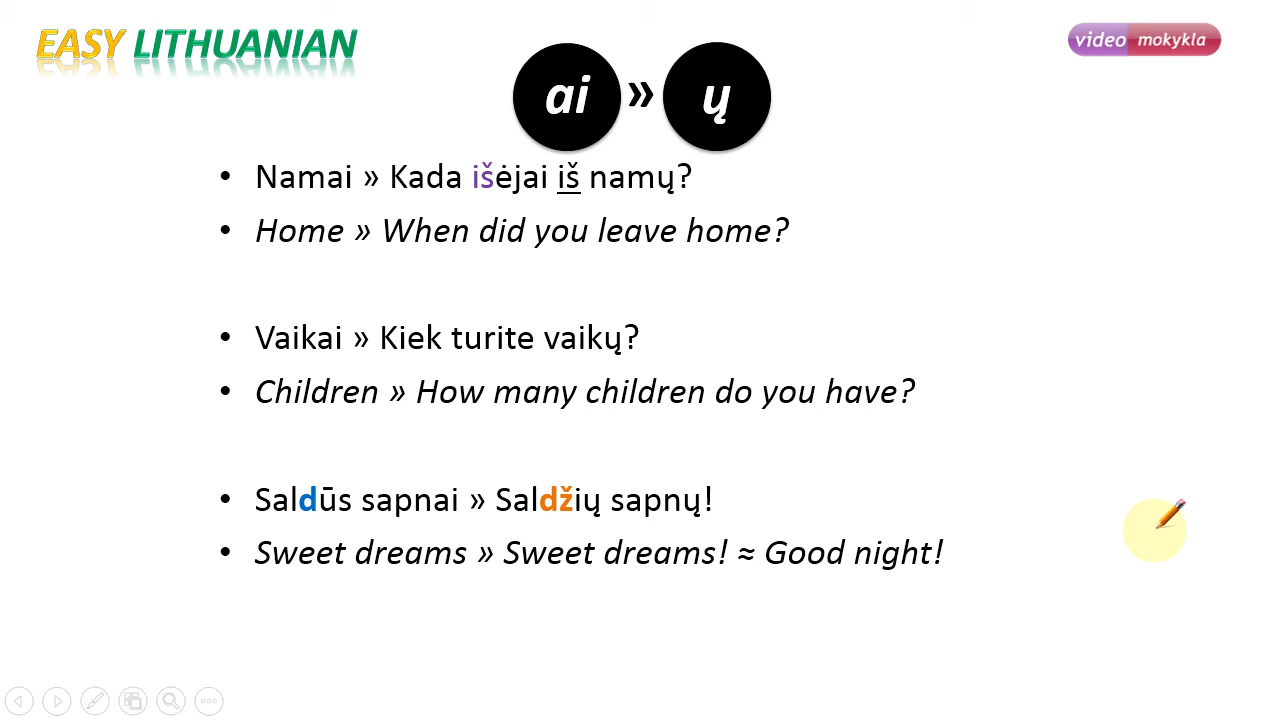 EASY LITHUANIAN
video mokykla
ai » ų
• Namai » Kada išėjai iš namų?
• Home » When did you leave home?
• Vaikai » Kiek turite vaikų?
• Children » How many children do you have?
• Saldūs sapnai » Saldžių sapnų!
• Sweet dreams » Sweet dreams! ≈ Good night!